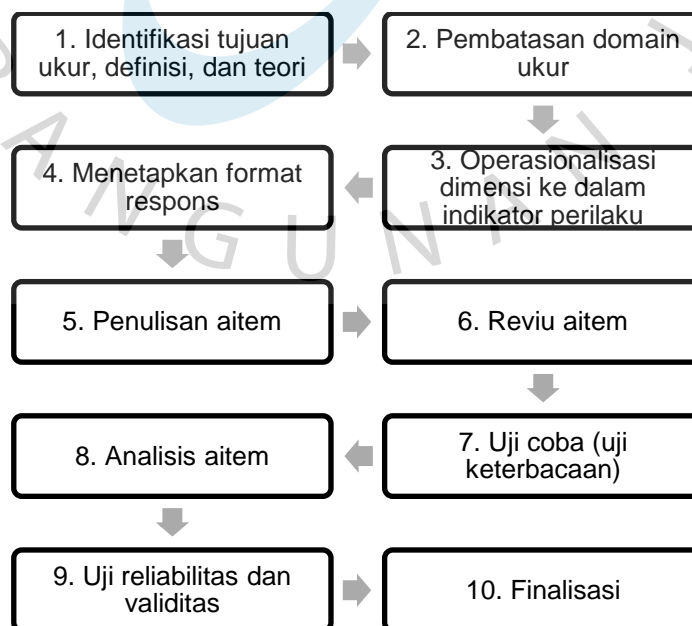 1. Identifikasi tujuan
ukur, definisi, dan teori
2. Pembatasan domain
ukur
3. Operasionalisasi
dimensi ke dalam
indikator perilaku
4. Menetapkan format
respons
5. Penulisan aitem
6. Reviu aitem
7. Uji coba (uji
keterbacaan)
8. Analisis aitem
9. Uji reliabilitas dan
validitas
10. Finalisasi
ANGUNAN